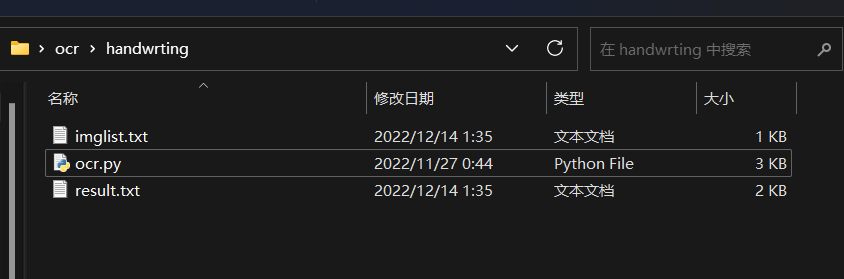 ocr handwrting 在 handwrting 中搜索
名称 修改日期 类型 大小
imglist.txt 2022/12/14 1:35 文本文档 1 KB
ocr.py 2022/11/27 0:44 Python File 3 KB
result.txt 2022/12/14 1:35 文本文档 2 KB